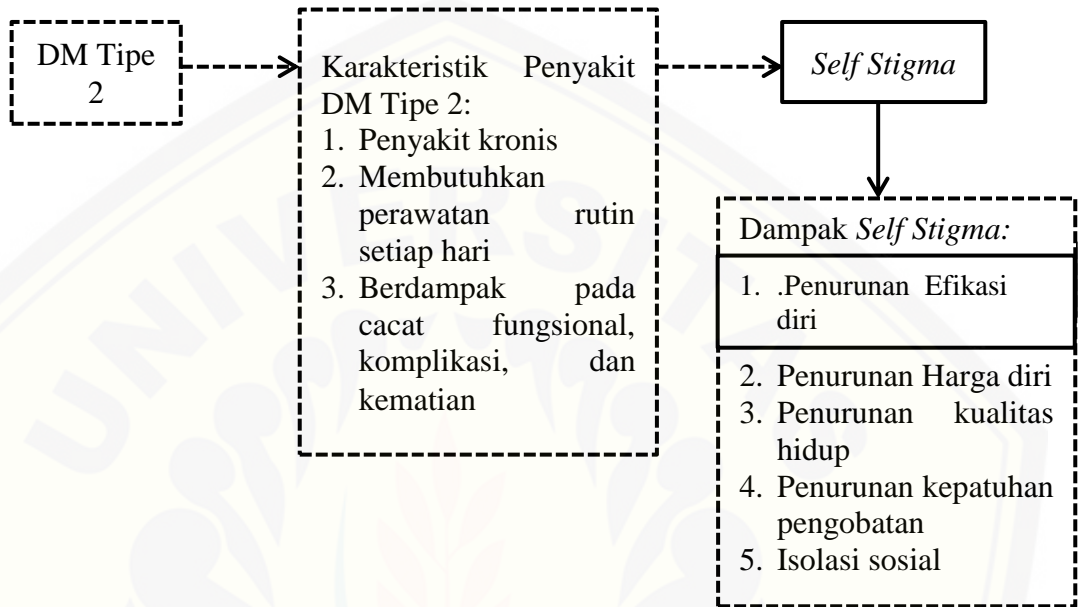 DM Tipe
2
Karakteristik Penyakit
DM Tipe 2:
1. Penyakit kronis
2. Membutuhkan
perawatan rutin
setiap hari
3. Berdampak pada
cacat fungsional,
komplikasi, dan
kematian
Self Stigma
Dampak Self Stigma:
1. .Penurunan Efikasi
diri
2. Penurunan Harga diri
3. Penurunan kualitas
hidup
4. Penurunan kepatuhan
pengobatan
5. Isolasi sosial
UNIVERSITAS